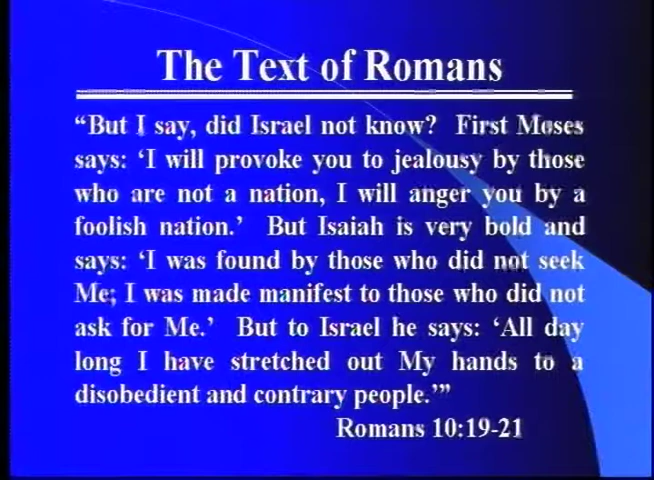 The Text of Romans
“But I say, did Israel not know?  First Moses
says: ‘I will provoke you to jealousy by those
who are not a nation, I will anger you by a
foolish nation.’  But Isaiah is very bold and
says: ‘I was found by those who did not seek
Me; I was made manifest to those who did not
ask for Me.’  But to Israel he says: ‘All day
long I have stretched out My hands to a
disobedient and contrary people.’”
Romans 10:19-21